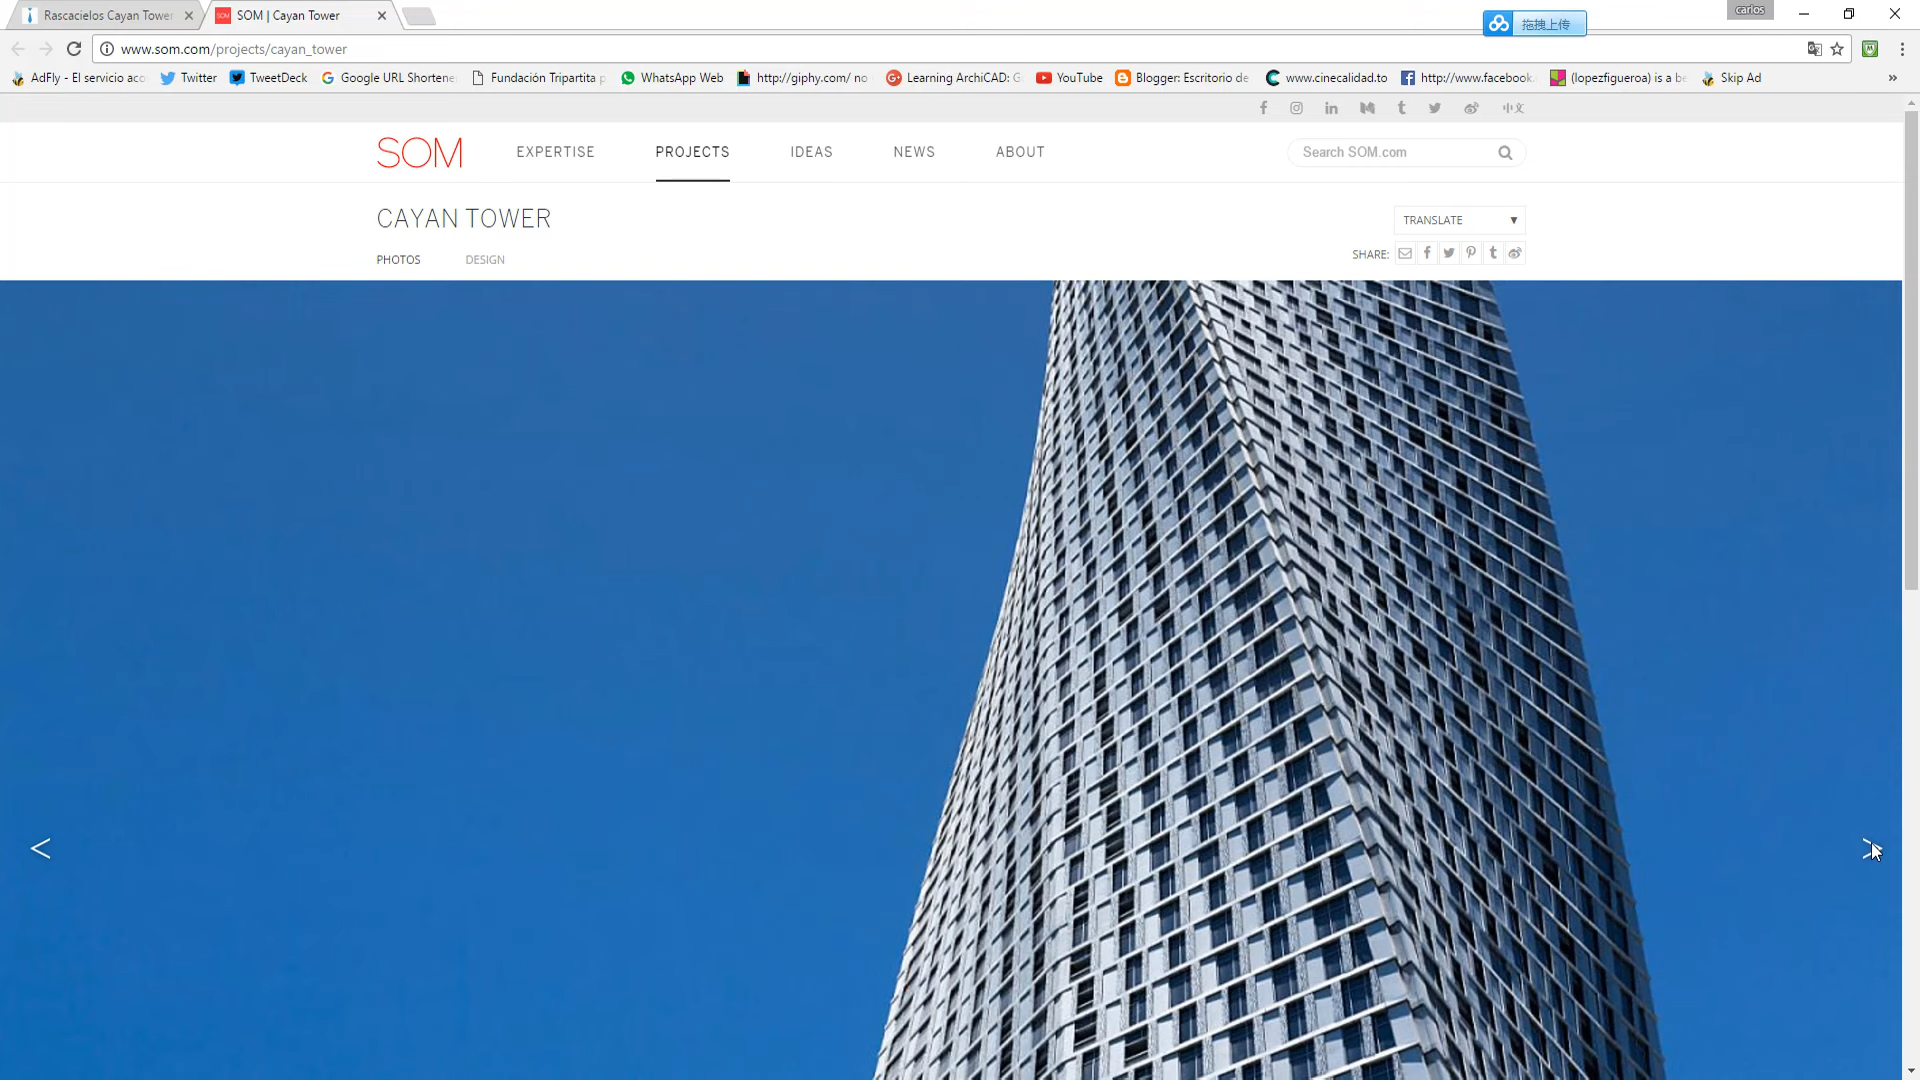 Rascacielos Cayan Tower
SOM | Cayan Tower
拖拽上传
carlos
www.som.com/projects/cayan_tower
AdFly - El servicio aco
Twitter
TweetDeck
Google URL Shortene
Fundación Tripartita p
WhatsApp Web
http://giphy.com/ no
Learning ArchiCAD: G
YouTube
Blogger: Escritorio de
www.cinecalidad.to
http://www.facebook.
(lopezfigueroa) is a be
Skip Ad
»
中文
SOM
EXPERTISE
PROJECTS
IDEAS
NEWS
ABOUT
Search SOM.com
CAYAN TOWER
TRANSLATE
PHOTOS
DESIGN
SHARE:
<
>